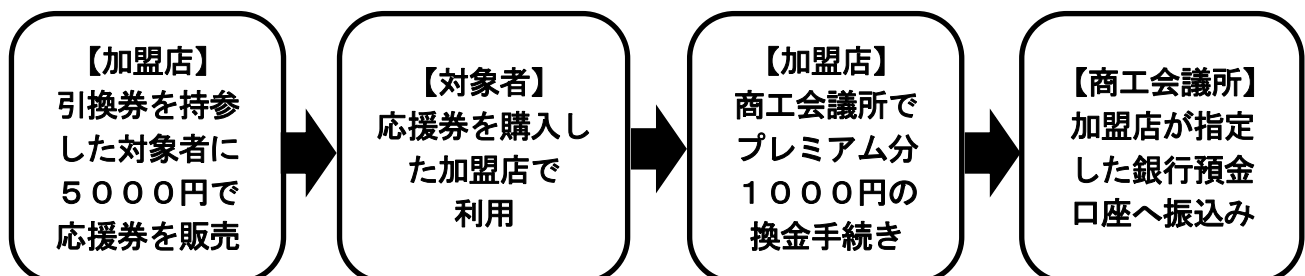 【加盟店】
引換券を持参
した対象者に
５０００円で
応援券を販売
【対象者】
応援券を購入し
た加盟店で
利用
【加盟店】
商工会議所で
プレミアム分
１０００円の
換金手続き
【商工会議所】
加盟店が指定
した銀行預金
口座へ振込み